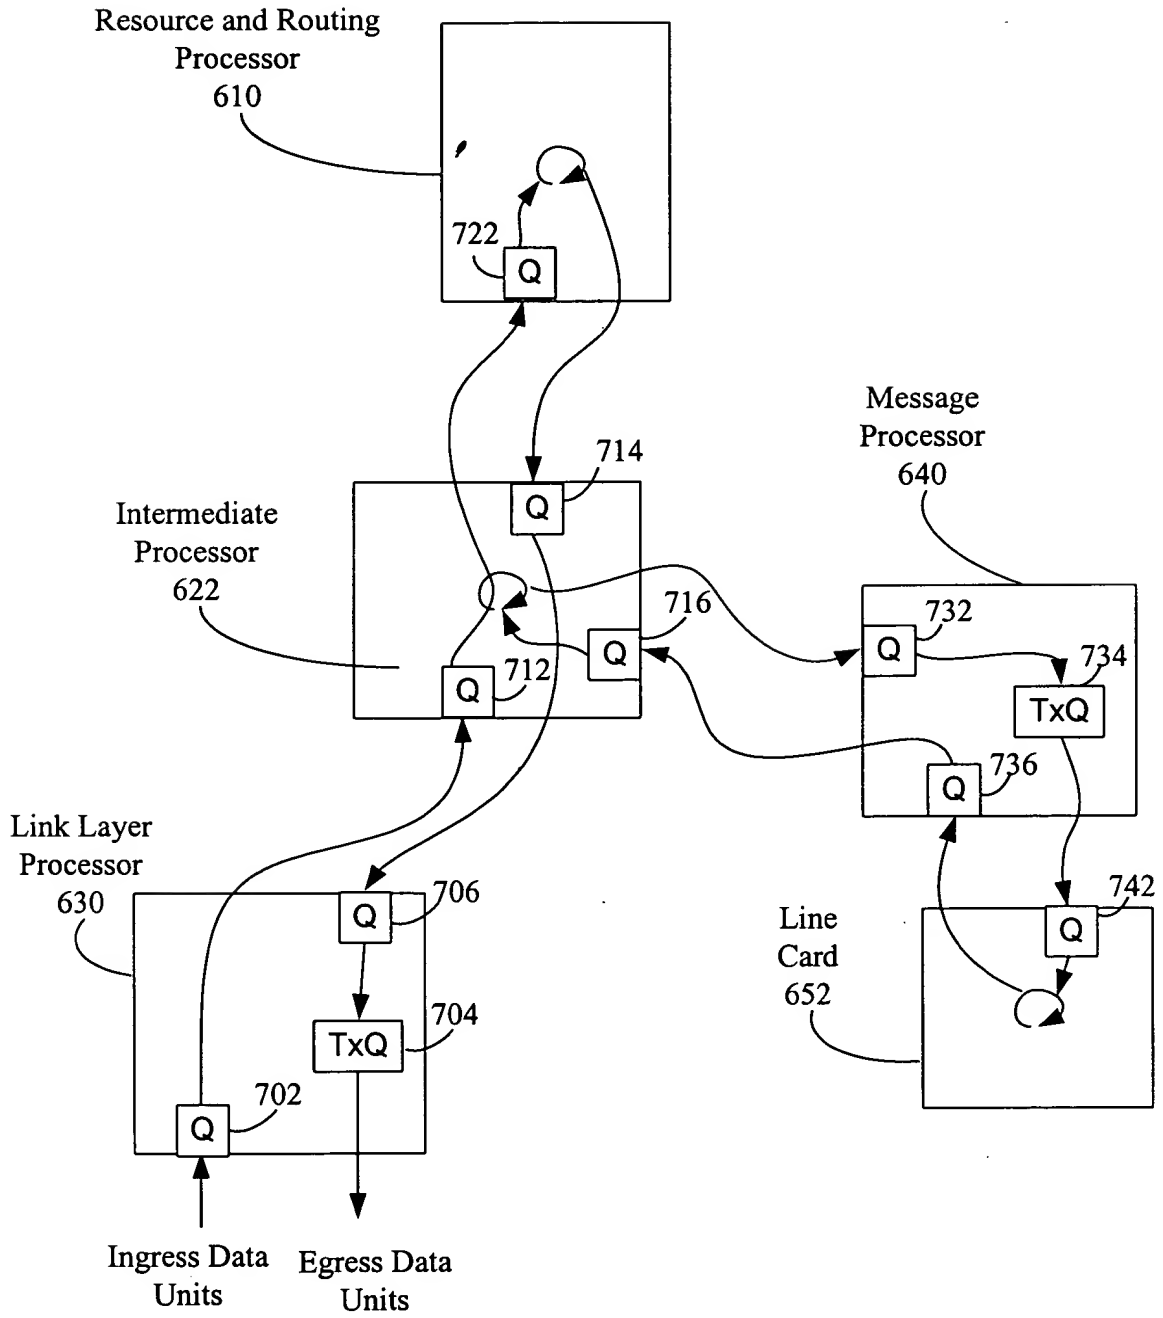 Resource and Routing
Processor
610
722
Q
Message
Processor
640
714
Q
Intermediate
Processor
622
716
Q
712
Q
732
Q
734
TxQ
736
Q
Link Layer
Processor
630
706
Q
742
Q
Line
Card
652
704
TxQ
702
Q
Ingress Data
Units
Egress Data
Units